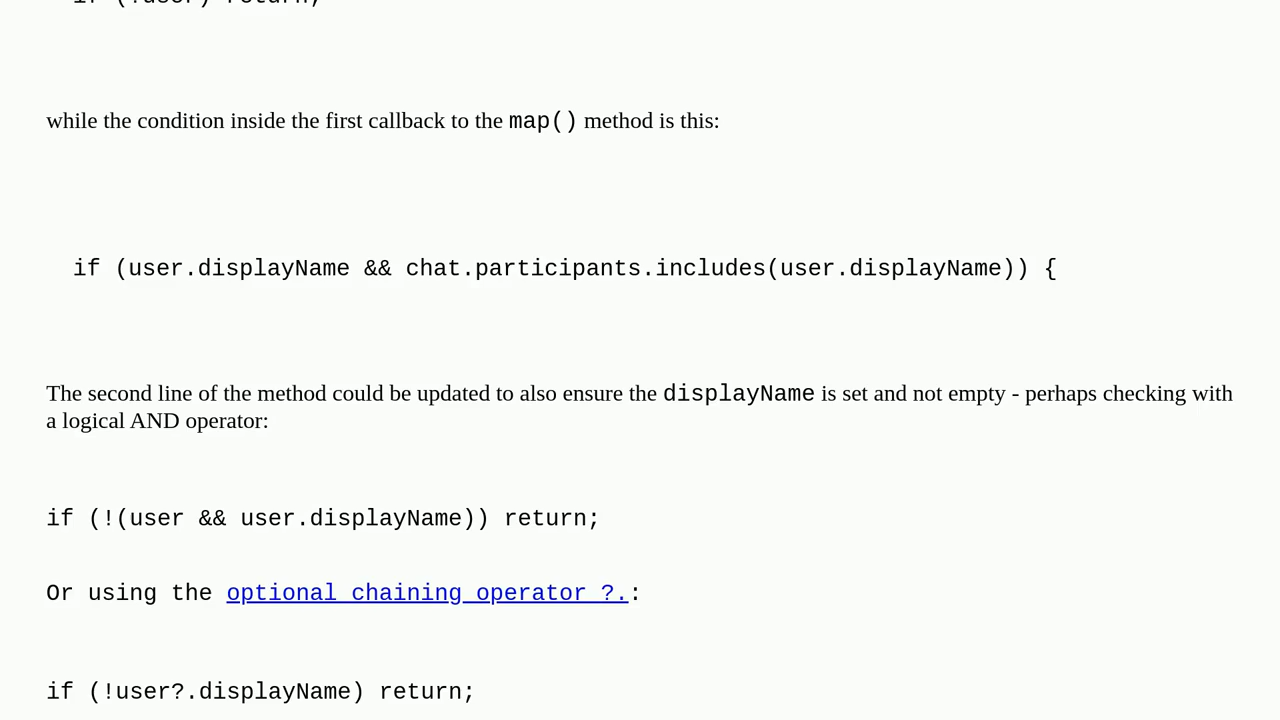 if (!user) return;
while the condition inside the first callback to the map() method is this:
if (user.displayName && chat.participants.includes(user.displayName)) {
The second line of the method could be updated to also ensure the displayName is set and not empty - perhaps checking with
a logical AND operator:
if (!(user && user.displayName)) return;
Or using the optional chaining operator ?.:
if (!user?.displayName) return;